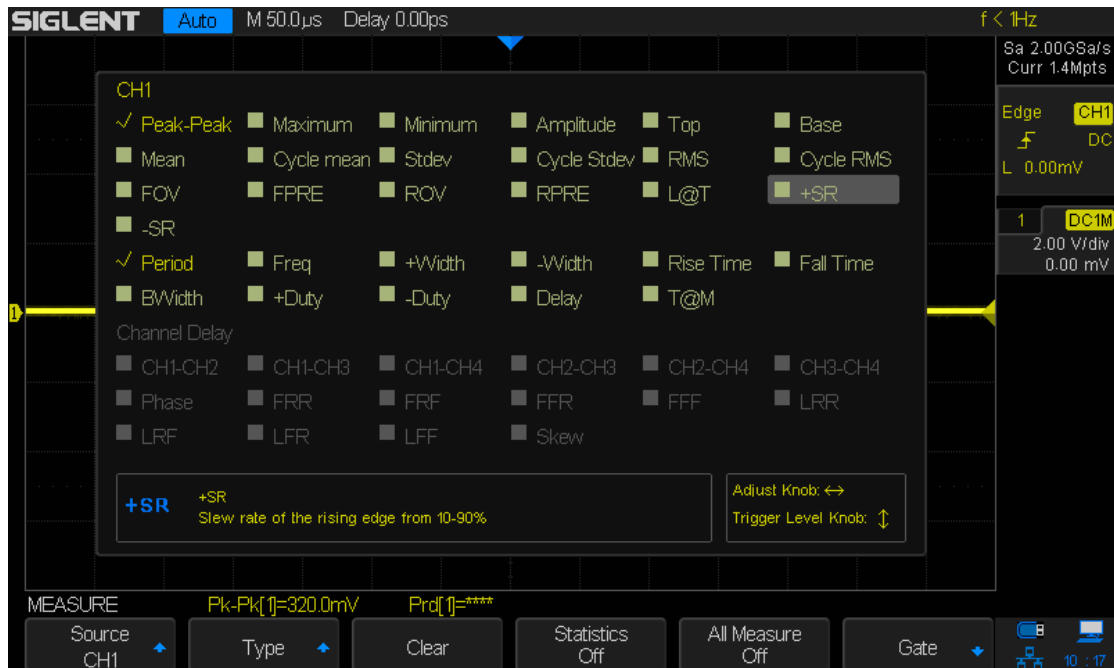 SIGLENT Auto M 50.0µs Delay 0.00ps f < 1Hz
Sa 2.00GSa/s
Curr 1.4Mpts
CH1
Peak-Peak Maximum Minimum Amplitude Top Base
Mean Cycle mean Stdev Cycle Stdev RMS Cycle RMS
FOV FPRE ROV RPRE L@T +SR
-SR
Period Freq +Width -Width Rise Time Fall Time
BWidth +Duty -Duty Delay T@M
Channel Delay
CH1-CH2 CH1-CH3 CH1-CH4 CH2-CH3 CH2-CH4 CH3-CH4
Phase FRR FRF FFR FFF LRR
LRF LFR LFF Skew
+SR
+SR
Slew rate of the rising edge from 10-90%
Adjust Knob: ↔
Trigger Level Knob: ↕
Edge CH1
DC
L 0.00mV
1 DC1M
2.00 V/div
0.00 mV
1
MEASURE Pk-Pk[1]=320.0mV Prd[1]=****
Source
CH1
Type
Clear
Statistics
Off
All Measure
Off
Gate
10 : 17